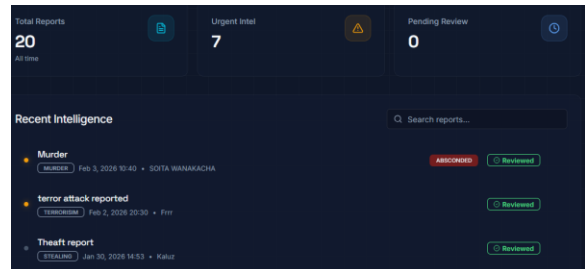 Total Reports
20
All time
Urgent Intel
7
Pending Review
0
Recent Intelligence
Search reports...
Murder
MURDER Feb 3, 2026 10:40 • SOITA WANAKACHA
ABSCONDED Reviewed
terror attack reported
TERRORISIM Feb 2, 2026 20:30 • Frrr
Reviewed
Theaft report
STEALING Jan 30, 2026 14:53 • Kaluz
Reviewed